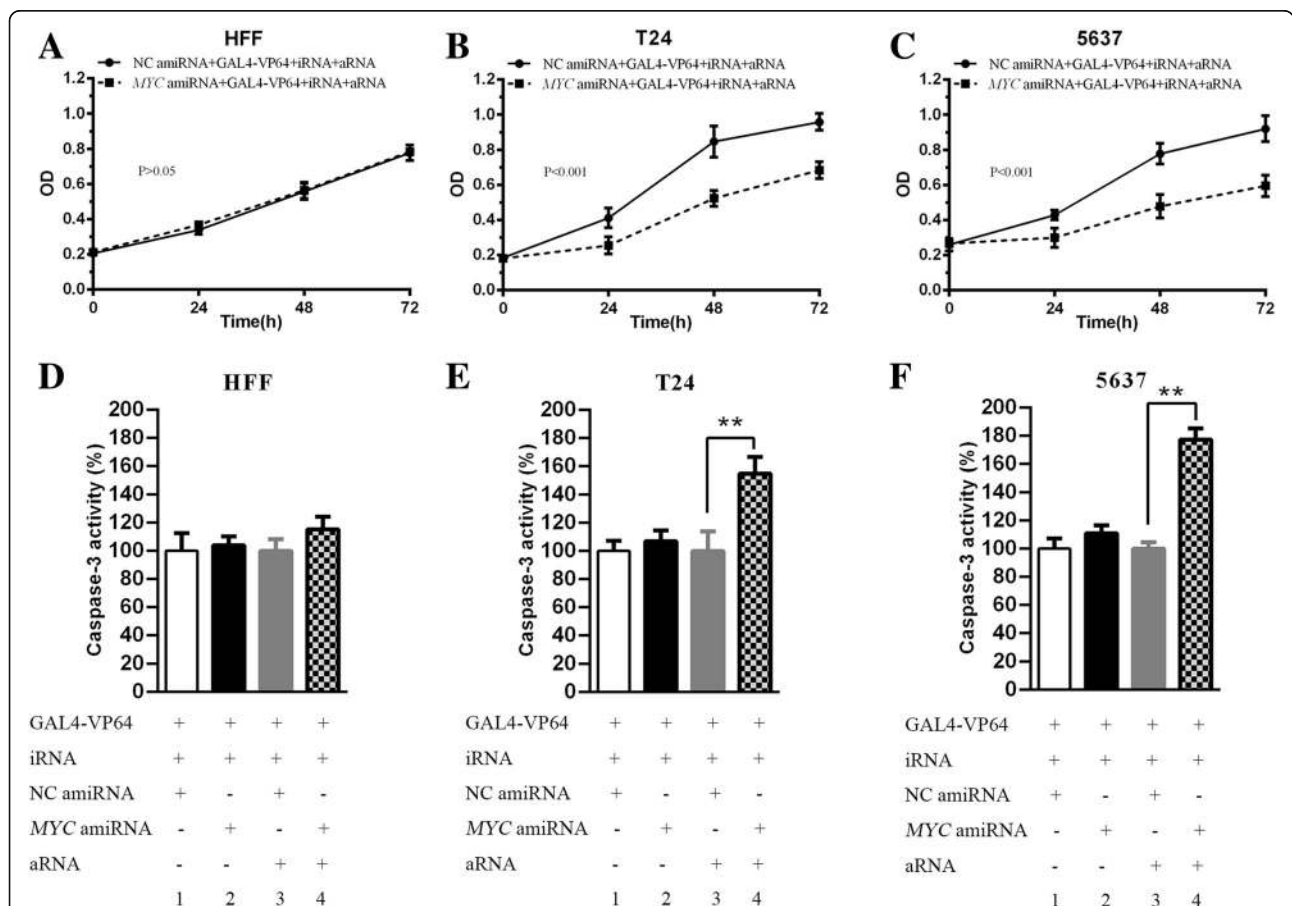 A
HFF
NC amiRNA+GAL4-VP64+iRNA+aRNA
MYC amiRNA+GAL4-VP64+iRNA+aRNA
1.2
1.0
0.8
0.6
0.4
0.2
0.0
OD
P>0.05
0 24 48 72
Time(h)
B
T24
NC amiRNA+GAL4-VP64+iRNA+aRNA
MYC amiRNA+GAL4-VP64+iRNA+aRNA
1.2
1.0
0.8
0.6
0.4
0.2
0.0
OD
P<0.001
0 24 48 72
Time(h)
C
5637
NC amiRNA+GAL4-VP64+iRNA+aRNA
MYC amiRNA+GAL4-VP64+iRNA+aRNA
1.2
1.0
0.8
0.6
0.4
0.2
0.0
OD
P<0.001
0 24 48 72
Time(h)
D
HFF
200
180
160
140
120
100
80
60
40
20
0
Caspase-3 activity (%)
GAL4-VP64 + + + +
iRNA + + + +
NC amiRNA + - + -
MYC amiRNA - + - +
aRNA - - + +
1 2 3 4
E
T24
**
200
180
160
140
120
100
80
60
40
20
0
Caspase-3 activity (%)
GAL4-VP64 + + + +
iRNA + + + +
NC amiRNA + - + -
MYC amiRNA - + - +
aRNA - - + +
1 2 3 4
F
5637
**
200
180
160
140
120
100
80
60
40
20
0
Caspase-3 activity (%)
GAL4-VP64 + + + +
iRNA + + + +
NC amiRNA + - + -
MYC amiRNA - + - +
aRNA - - + +
1 2 3 4